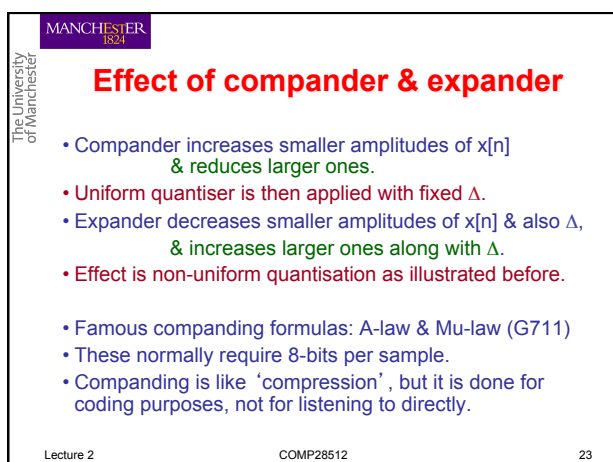 MANCHESTER
1824
The University
of Manchester
Effect of compander & expander
• Compander increases smaller amplitudes of x[n]
& reduces larger ones.
• Uniform quantiser is then applied with fixed Δ.
• Expander decreases smaller amplitudes of x[n] & also Δ,
& increases larger ones along with Δ.
• Effect is non-uniform quantisation as illustrated before.
• Famous companding formulas: A-law & Mu-law (G711)
• These normally require 8-bits per sample.
• Companding is like ‘compression’, but it is done for
coding purposes, not for listening to directly.
Lecture 2 COMP28512 23